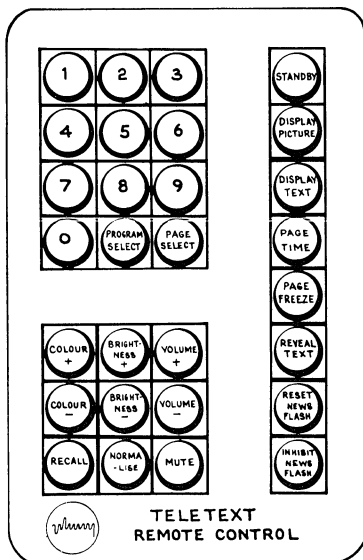 1 2 3
4 5 6
7 8 9
0 PROGRAM SELECT PAGE SELECT
COLOUR + BRIGHT-NESS + VOLUME +
COLOUR - BRIGHT-NESS - VOLUME -
RECALL NORMA-LISE MUTE
STANDBY
DISPLAY
PICTURE
DISPLAY
TEXT
PAGE
TIME
PAGE
FREEZE
REVEAL
TEXT
RESET
NEWS
FLASH
INHIBIT
NEWS
FLASH
TELETEXT
REMOTE CONTROL